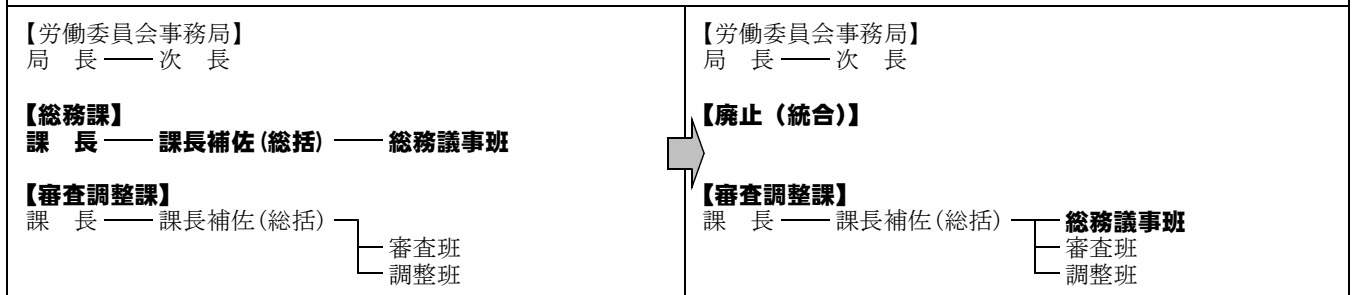 【労働委員会事務局】
局　長 ── 次　長
【総務課】
課　長 ── 課長補佐(総括) ── 総務議事班
【審査調整課】
課　長 ── 課長補佐(総括)
審査班
調整班
【労働委員会事務局】
局　長 ── 次　長
【廃止（統合）】
【審査調整課】
課　長 ── 課長補佐(総括) ── 総務議事班
審査班
調整班